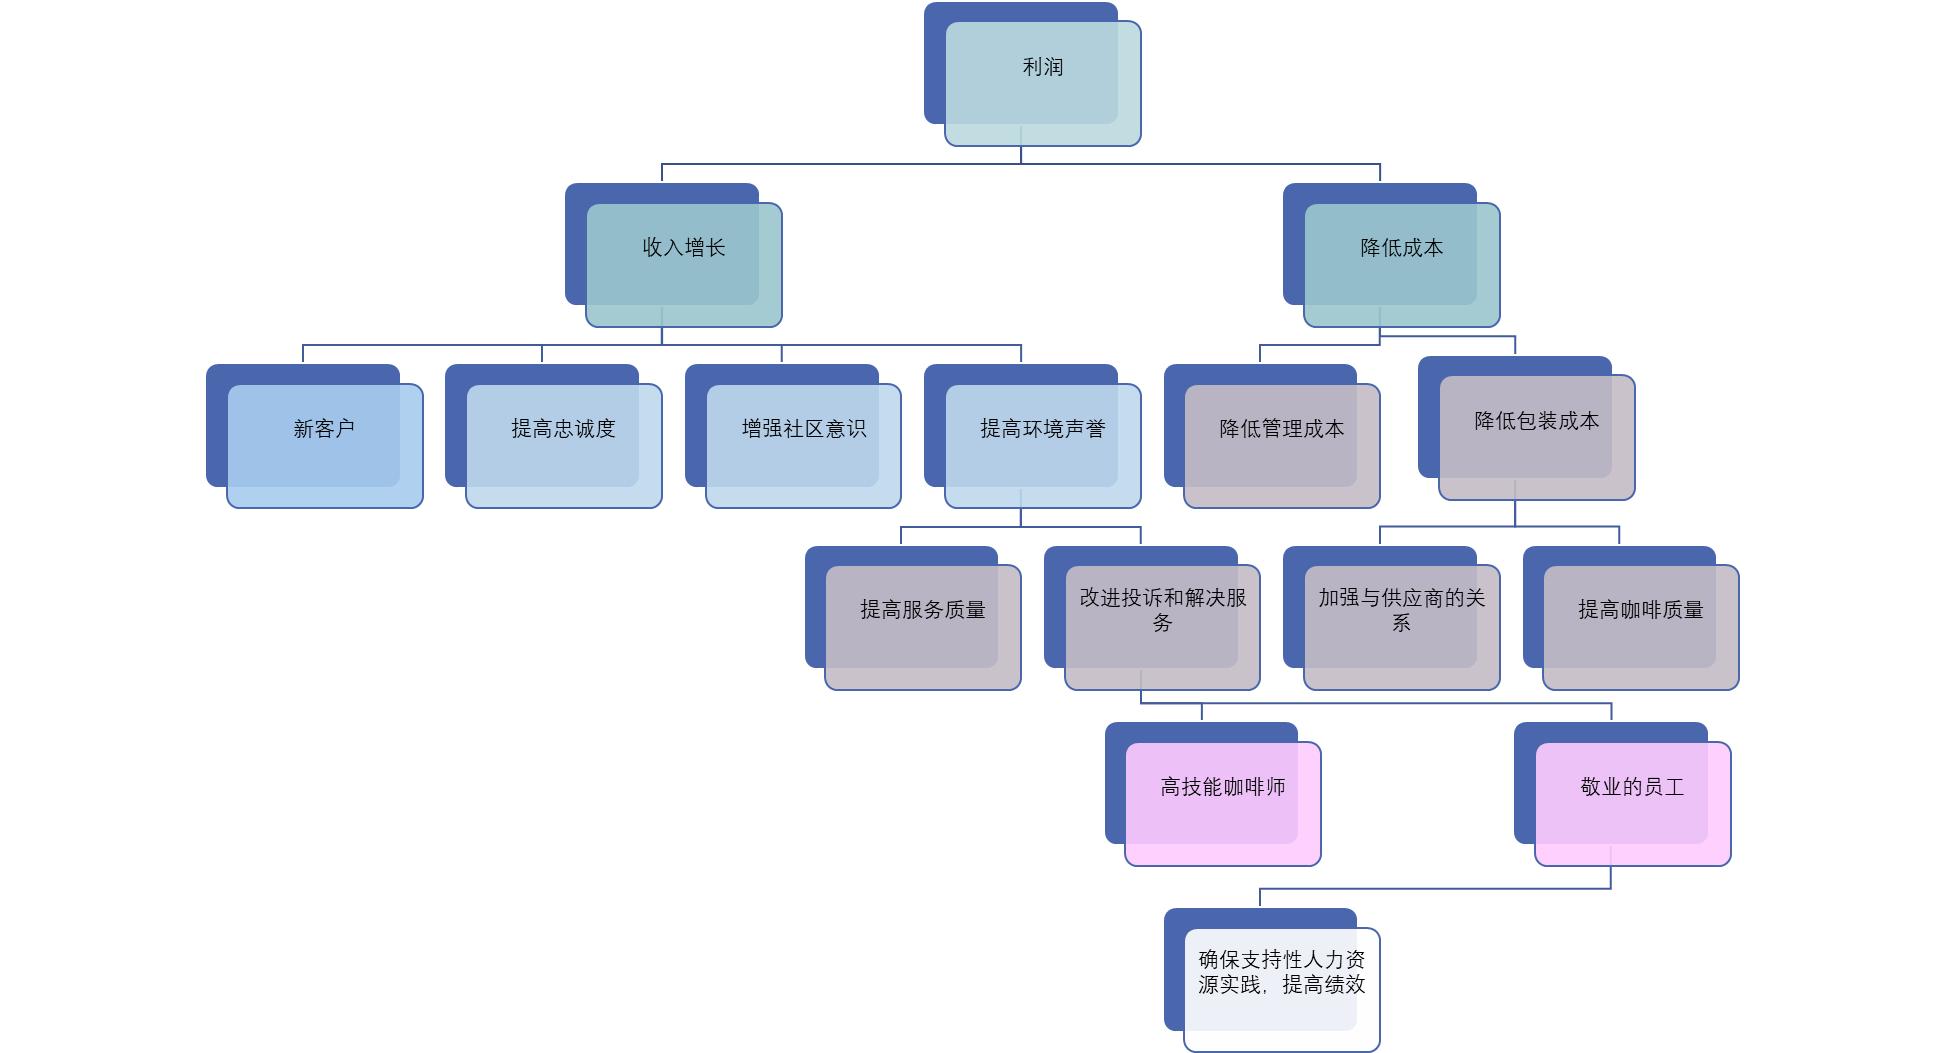 利润
收入增长
降低成本
新客户
提高忠诚度
增强社区意识
提高环境声誉
降低管理成本
降低包装成本
提高服务质量
改进投诉和解决服
务
加强与供应商的关
系
提高咖啡质量
高技能咖啡师
敬业的员工
确保支持性人力资
源实践，提高绩效